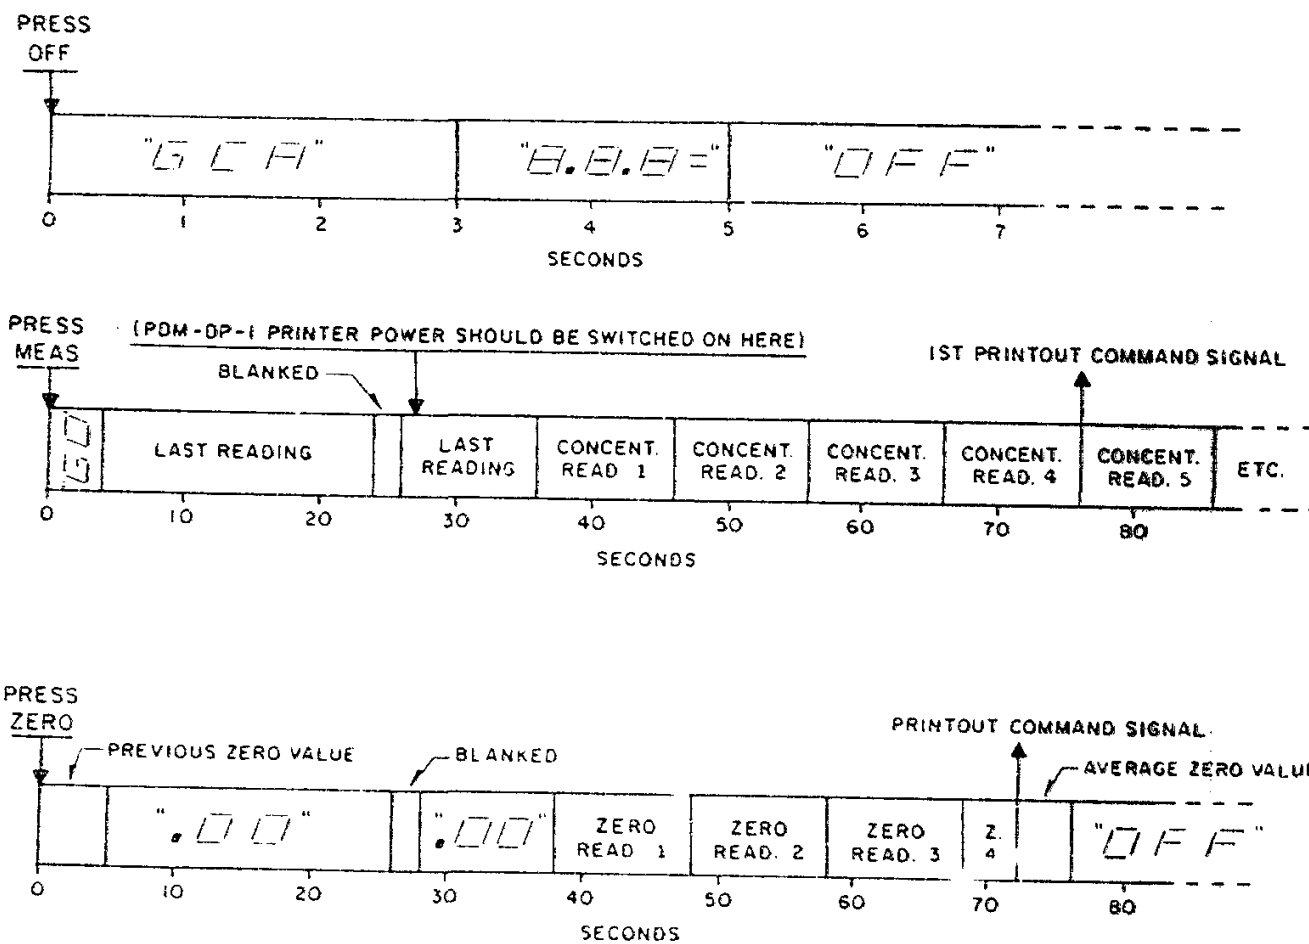 PRESS
OFF
"GCA" "8.8.8=" "OFF"
0 1 2 3 4 5 6 7
SECONDS
PRESS
MEAS
(PDM-DP-1 PRINTER POWER SHOULD BE SWITCHED ON HERE)
BLANKED
1ST PRINTOUT COMMAND SIGNAL
GO
LAST READING
LAST
READING
CONCENT.
READ 1
CONCENT.
READ. 2
CONCENT.
READ. 3
CONCENT.
READ. 4
CONCENT.
READ. 5
ETC.
0 10 20 30 40 50 60 70 80
SECONDS
PRESS
ZERO
PREVIOUS ZERO VALUE
BLANKED
PRINTOUT COMMAND SIGNAL
AVERAGE ZERO VALUE
".00"
".00"
ZERO
READ 1
ZERO
READ. 2
ZERO
READ. 3
Z.
4
"OFF"
0 10 20 30 40 50 60 70 80
SECONDS